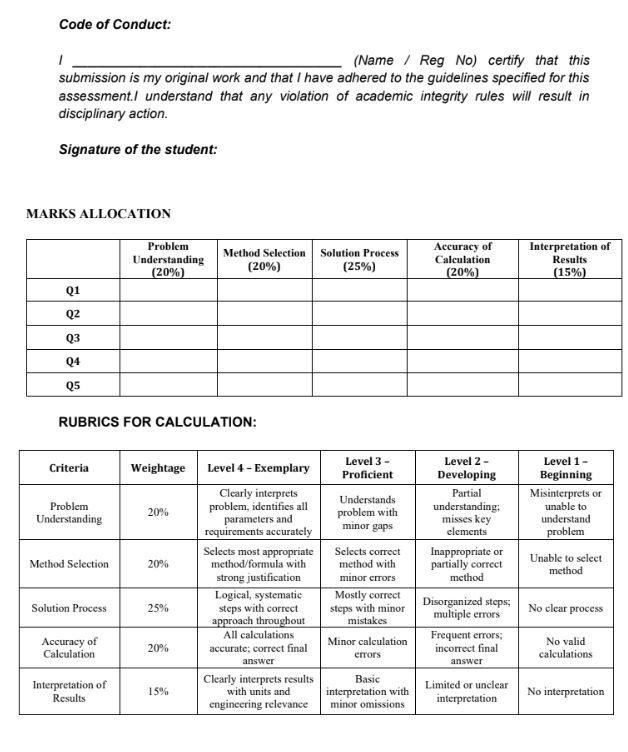 Code of Conduct:
I ______________________________________ (Name / Reg No) certify that this
submission is my original work and that I have adhered to the guidelines specified for this
assessment.I understand that any violation of academic integrity rules will result in
disciplinary action.
Signature of the student:
MARKS ALLOCATION
Problem Understanding (20%) Method Selection (20%) Solution Process (25%) Accuracy of Calculation (20%) Interpretation of Results (15%)
Q1
Q2
Q3
Q4
Q5
RUBRICS FOR CALCULATION:
Criteria Weightage Level 4 – Exemplary Level 3 – Proficient Level 2 – Developing Level 1 – Beginning
Problem Understanding 20% Clearly interprets problem, identifies all parameters and requirements accurately Understands problem with minor gaps Partial understanding; misses key elements Misinterprets or unable to understand problem
Method Selection 20% Selects most appropriate method/formula with strong justification Selects correct method with minor errors Inappropriate or partially correct method Unable to select method
Solution Process 25% Logical, systematic steps with correct approach throughout Mostly correct steps with minor mistakes Disorganized steps; multiple errors No clear process
Accuracy of Calculation 20% All calculations accurate; correct final answer Minor calculation errors Frequent errors; incorrect final answer No valid calculations
Interpretation of Results 15% Clearly interprets results with units and engineering relevance Basic interpretation with minor omissions Limited or unclear interpretation No interpretation